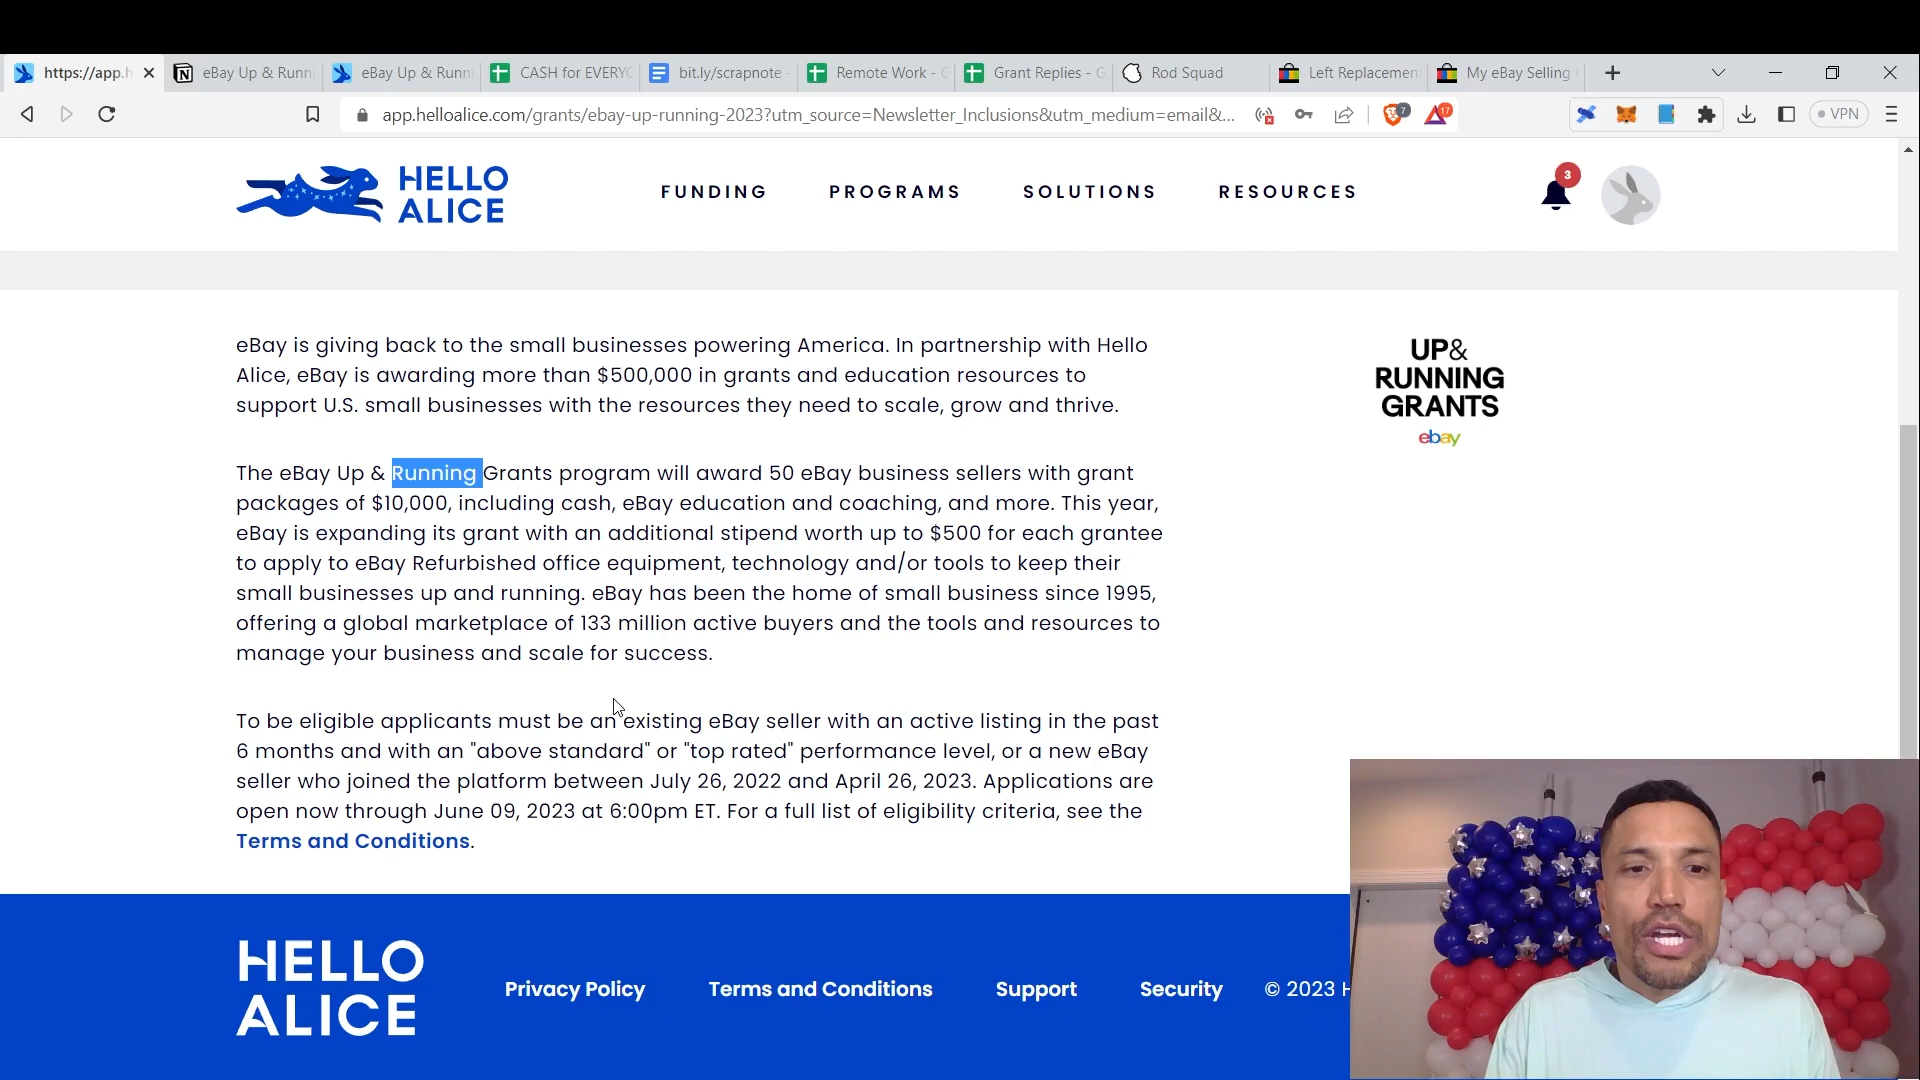 https://app.h
eBay Up & Runni
eBay Up & Runni
CASH for EVERYO
bit.ly/scrapnote -
Remote Work - G
Grant Replies - G
Rod Squad
Left Replacement
My eBay Selling
app.helloalice.com/grants/ebay-up-running-2023?utm_source=Newsletter_Inclusions&utm_medium=email&...
7
17
VPN
HELLO
ALICE
FUNDING
PROGRAMS
SOLUTIONS
RESOURCES
3
eBay is giving back to the small businesses powering America. In partnership with Hello
Alice, eBay is awarding more than $500,000 in grants and education resources to
support U.S. small businesses with the resources they need to scale, grow and thrive.
UP&
RUNNING
GRANTS
ebay
The eBay Up & Running Grants program will award 50 eBay business sellers with grant
packages of $10,000, including cash, eBay education and coaching, and more. This year,
eBay is expanding its grant with an additional stipend worth up to $500 for each grantee
to apply to eBay Refurbished office equipment, technology and/or tools to keep their
small businesses up and running. eBay has been the home of small business since 1995,
offering a global marketplace of 133 million active buyers and the tools and resources to
manage your business and scale for success.
To be eligible applicants must be an existing eBay seller with an active listing in the past
6 months and with an "above standard" or "top rated" performance level, or a new eBay
seller who joined the platform between July 26, 2022 and April 26, 2023. Applications are
open now through June 09, 2023 at 6:00pm ET. For a full list of eligibility criteria, see the
Terms and Conditions.
HELLO
ALICE
Privacy Policy
Terms and Conditions
Support
Security
© 2023 H